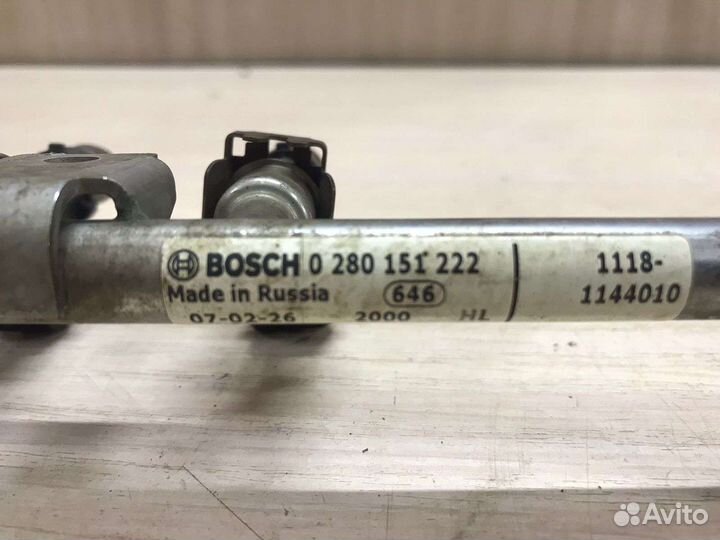 BOSCH 0 280 151 222
Made in Russia 646
07-02-26 2000 HL
1118-
1144010
Avito